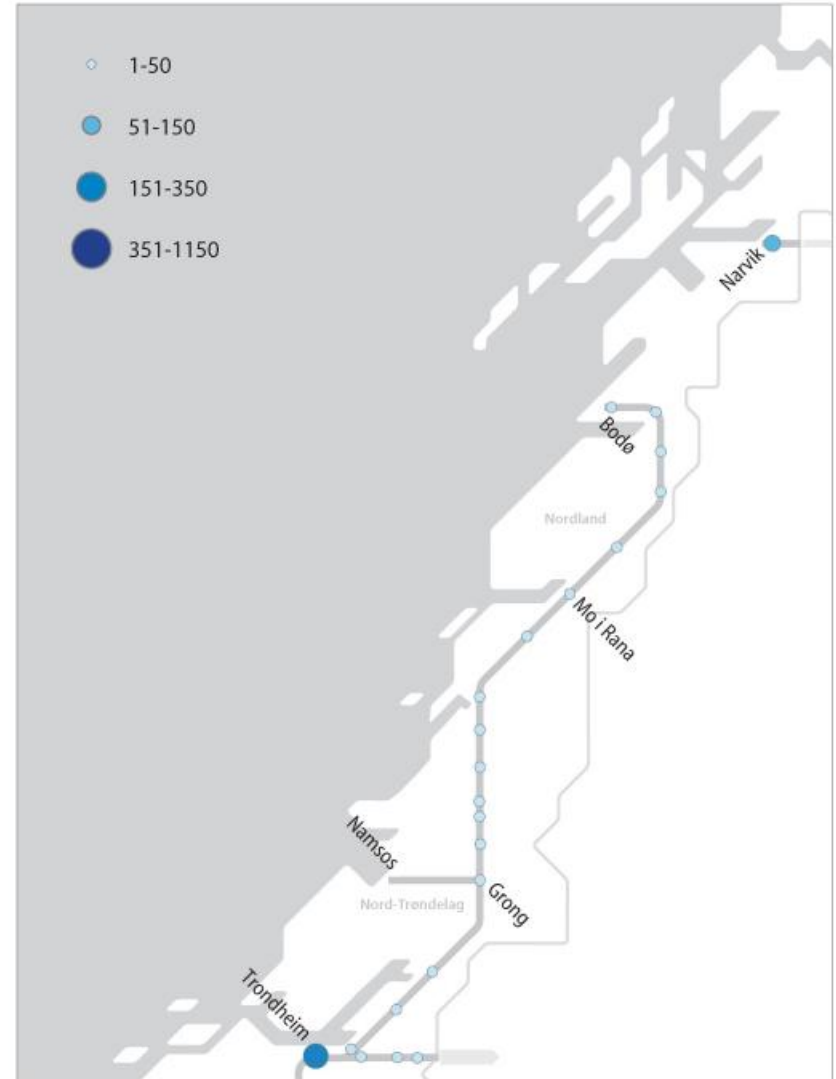 1-50
51-150
151-350
351-1150
Narvik
Bodø
Nordland
Mo i Rana
Namsos
Grong
Nord-Trøndelag
Trondheim